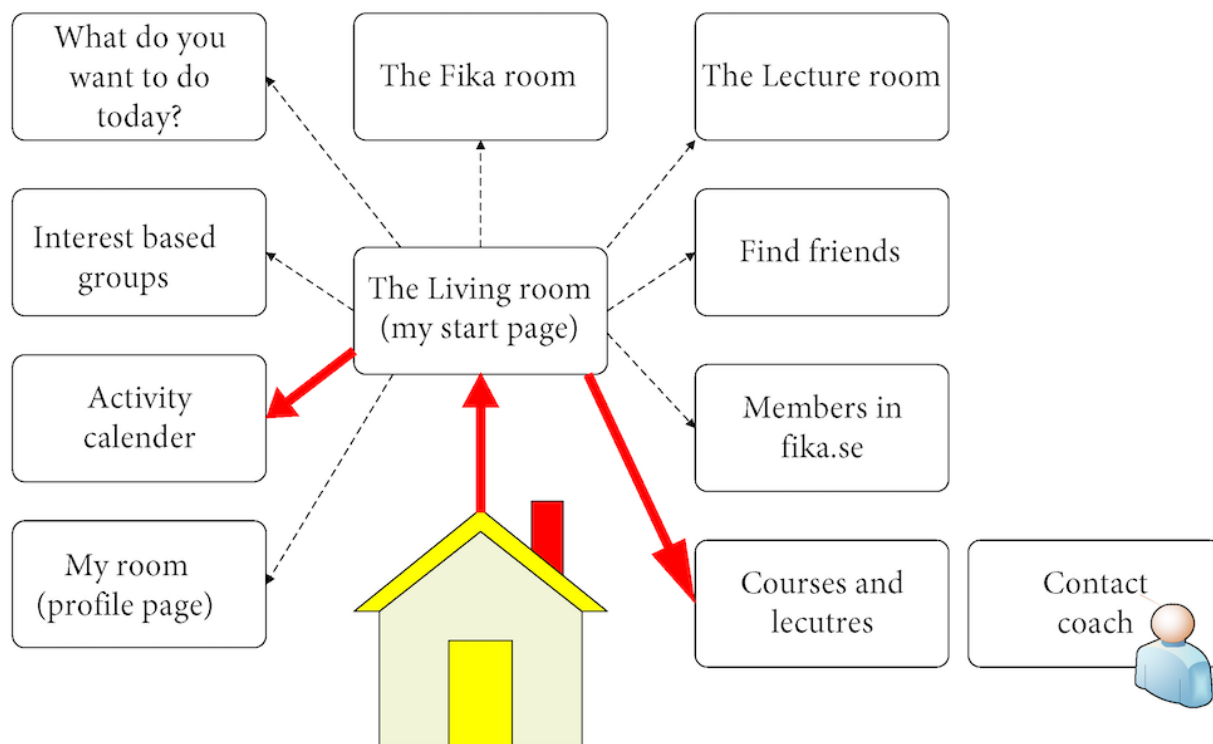 What do you
want to do
today?
The Fika room
The Lecture room
Interest based
groups
The Living room
(my start page)
Find friends
Activity
calender
Members in
fika.se
My room
(profile page)
Courses and
lecutres
Contact
coach